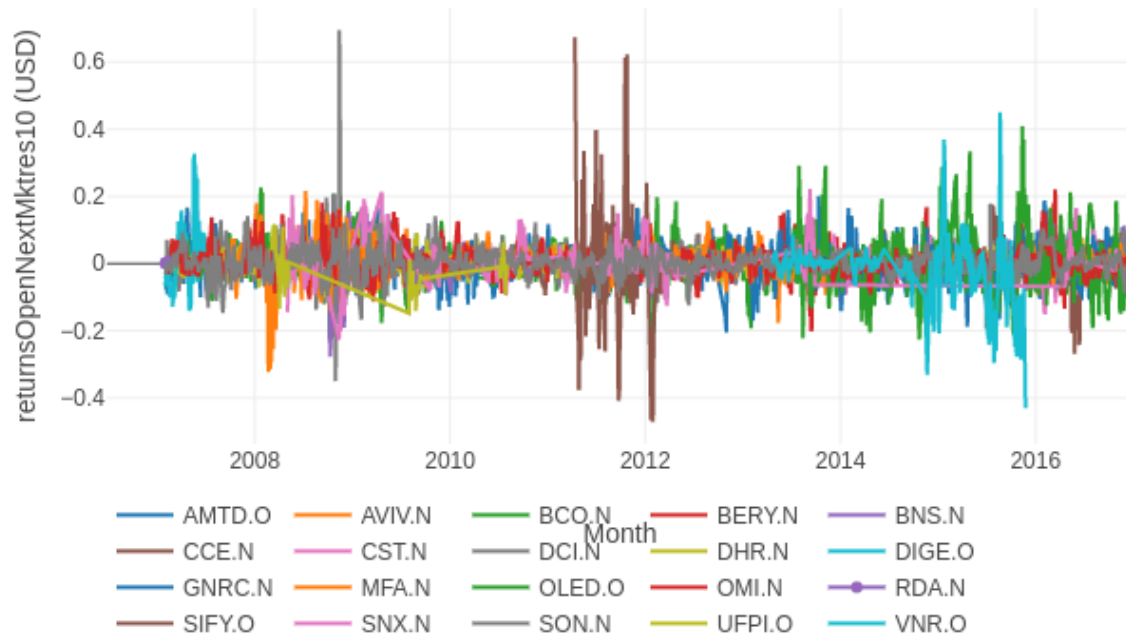 returnsOpenNextMktres10 (USD)
0.6
0.4
0.2
0
−0.2
−0.4
2008 2010 2012 2014 2016
Month
AMTD.O AVIV.N BCO.N BERY.N BNS.N
CCE.N CST.N DCI.N DHR.N DIGE.O
GNRC.N MFA.N OLED.O OMI.N RDA.N
SIFY.O SNX.N SON.N UFPI.O VNR.O